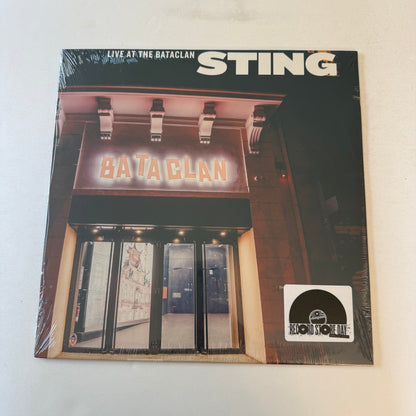 LIVE AT THE BATACLAN
STING
BATACLAN
RECORD STORE DAY